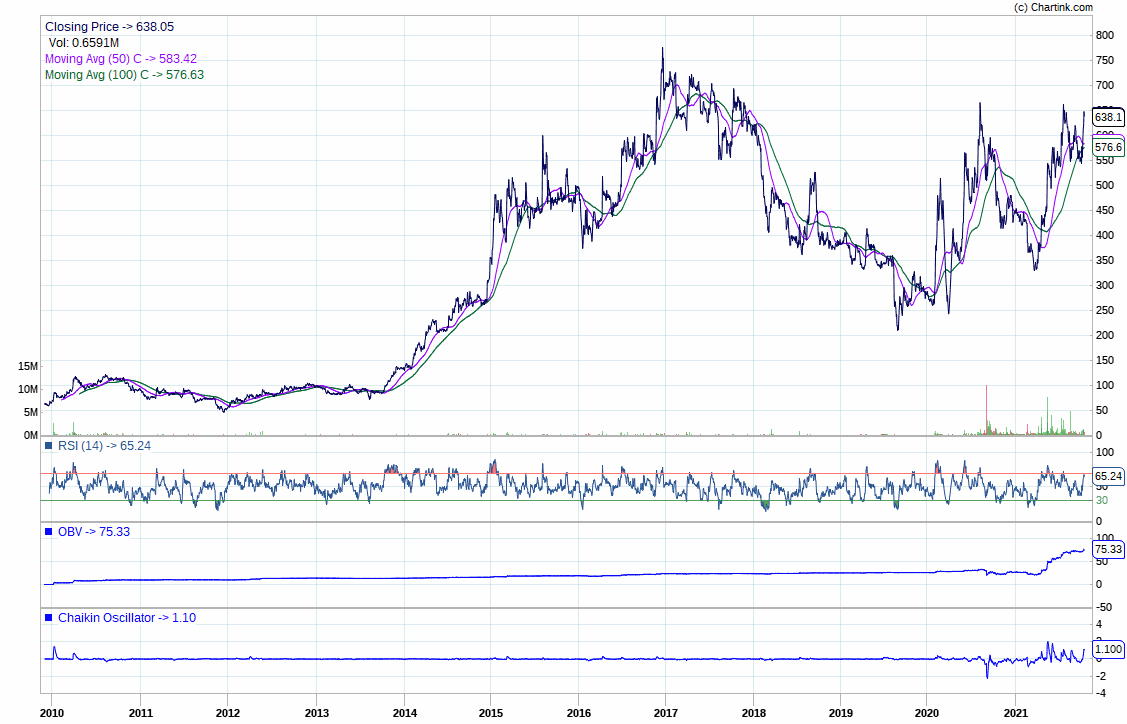 (c) Chartink.com
Closing Price -> 638.05
Vol: 0.6591M
Moving Avg (50) C -> 583.42
Moving Avg (100) C -> 576.63
800
750
700
638.1
600
576.6
550
500
450
400
350
300
250
200
150
100
50
0
15M
10M
5M
0M
RSI (14) -> 65.24
100
65.24
50
30
0
OBV -> 75.33
100
75.33
50
0
-50
Chaikin Oscillator -> 1.10
4
2
1.100
0
-2
-4
2010 2011 2012 2013 2014 2015 2016 2017 2018 2019 2020 2021